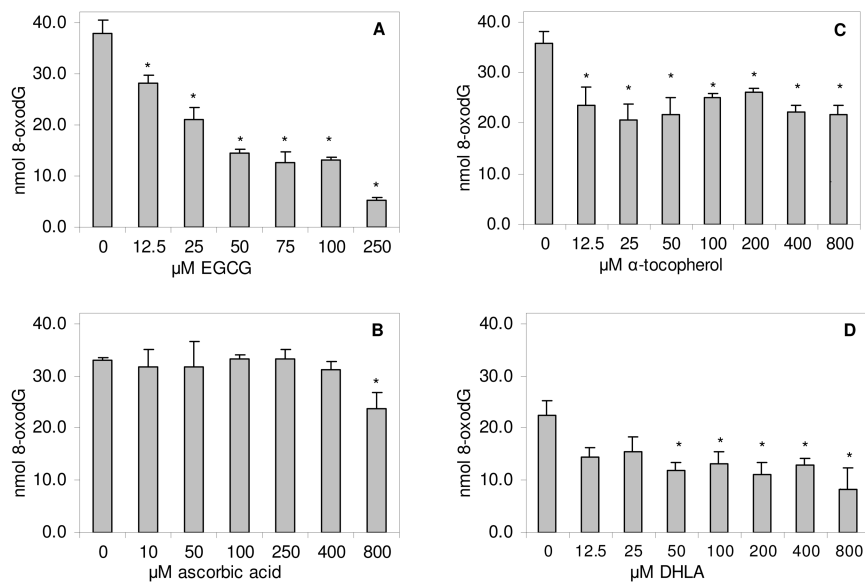 A
nmol 8-oxodG
40.0
30.0
20.0
10.0
0.0
* * * * * *
0 12.5 25 50 75 100 250
µM EGCG
C
nmol 8-oxodG
40.0
30.0
20.0
10.0
0.0
* * * * * * *
0 12.5 25 50 100 200 400 800
µM α-tocopherol
B
nmol 8-oxodG
40.0
30.0
20.0
10.0
0.0
*
0 10 50 100 250 400 800
µM ascorbic acid
D
nmol 8-oxodG
40.0
30.0
20.0
10.0
0.0
* * * * *
0 12.5 25 50 100 200 400 800
µM DHLA